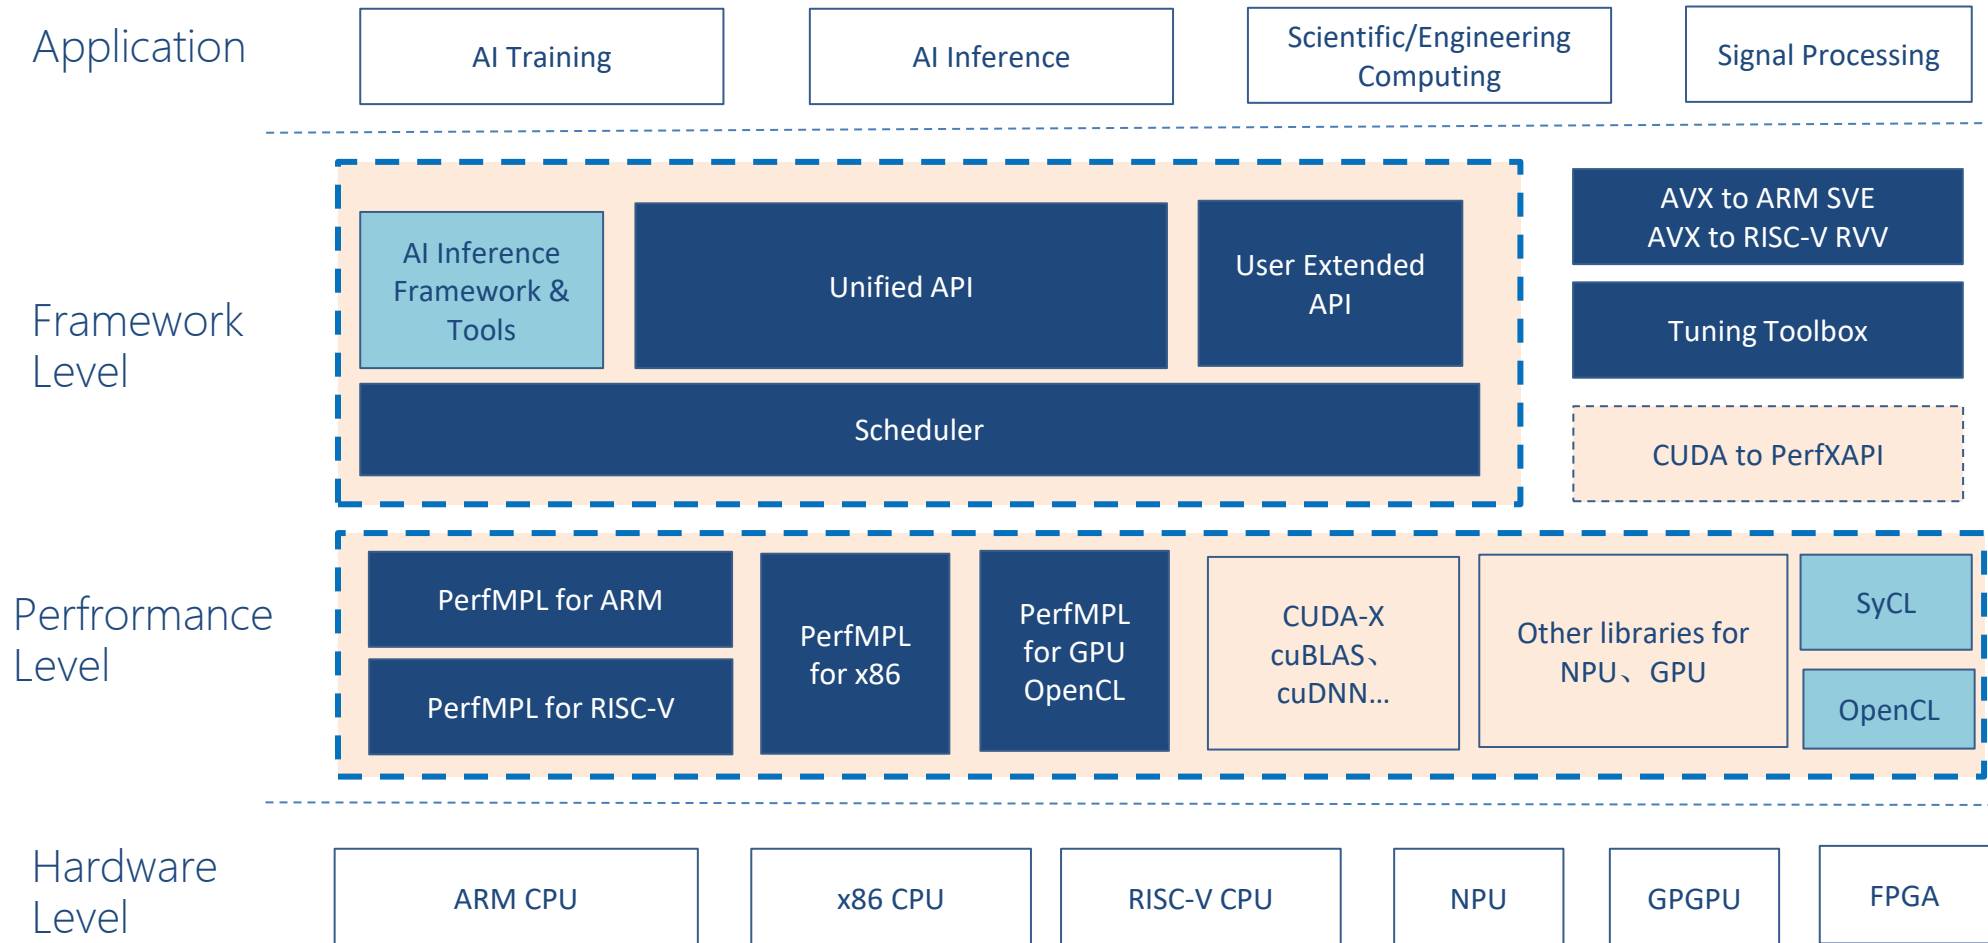 Application
AI Training
AI Inference
Scientific/Engineering
Computing
Signal Processing
Framework
Level
AI Inference
Framework &
Tools
Unified API
User Extended
API
Scheduler
AVX to ARM SVE
AVX to RISC-V RVV
Tuning Toolbox
CUDA to PerfXAPI
Perfrormance
Level
PerfMPL for ARM
PerfMPL for RISC-V
PerfMPL
for x86
PerfMPL
for GPU
OpenCL
CUDA-X
cuBLAS、
cuDNN…
Other libraries for
NPU、GPU
SyCL
OpenCL
Hardware
Level
ARM CPU
x86 CPU
RISC-V CPU
NPU
GPGPU
FPGA